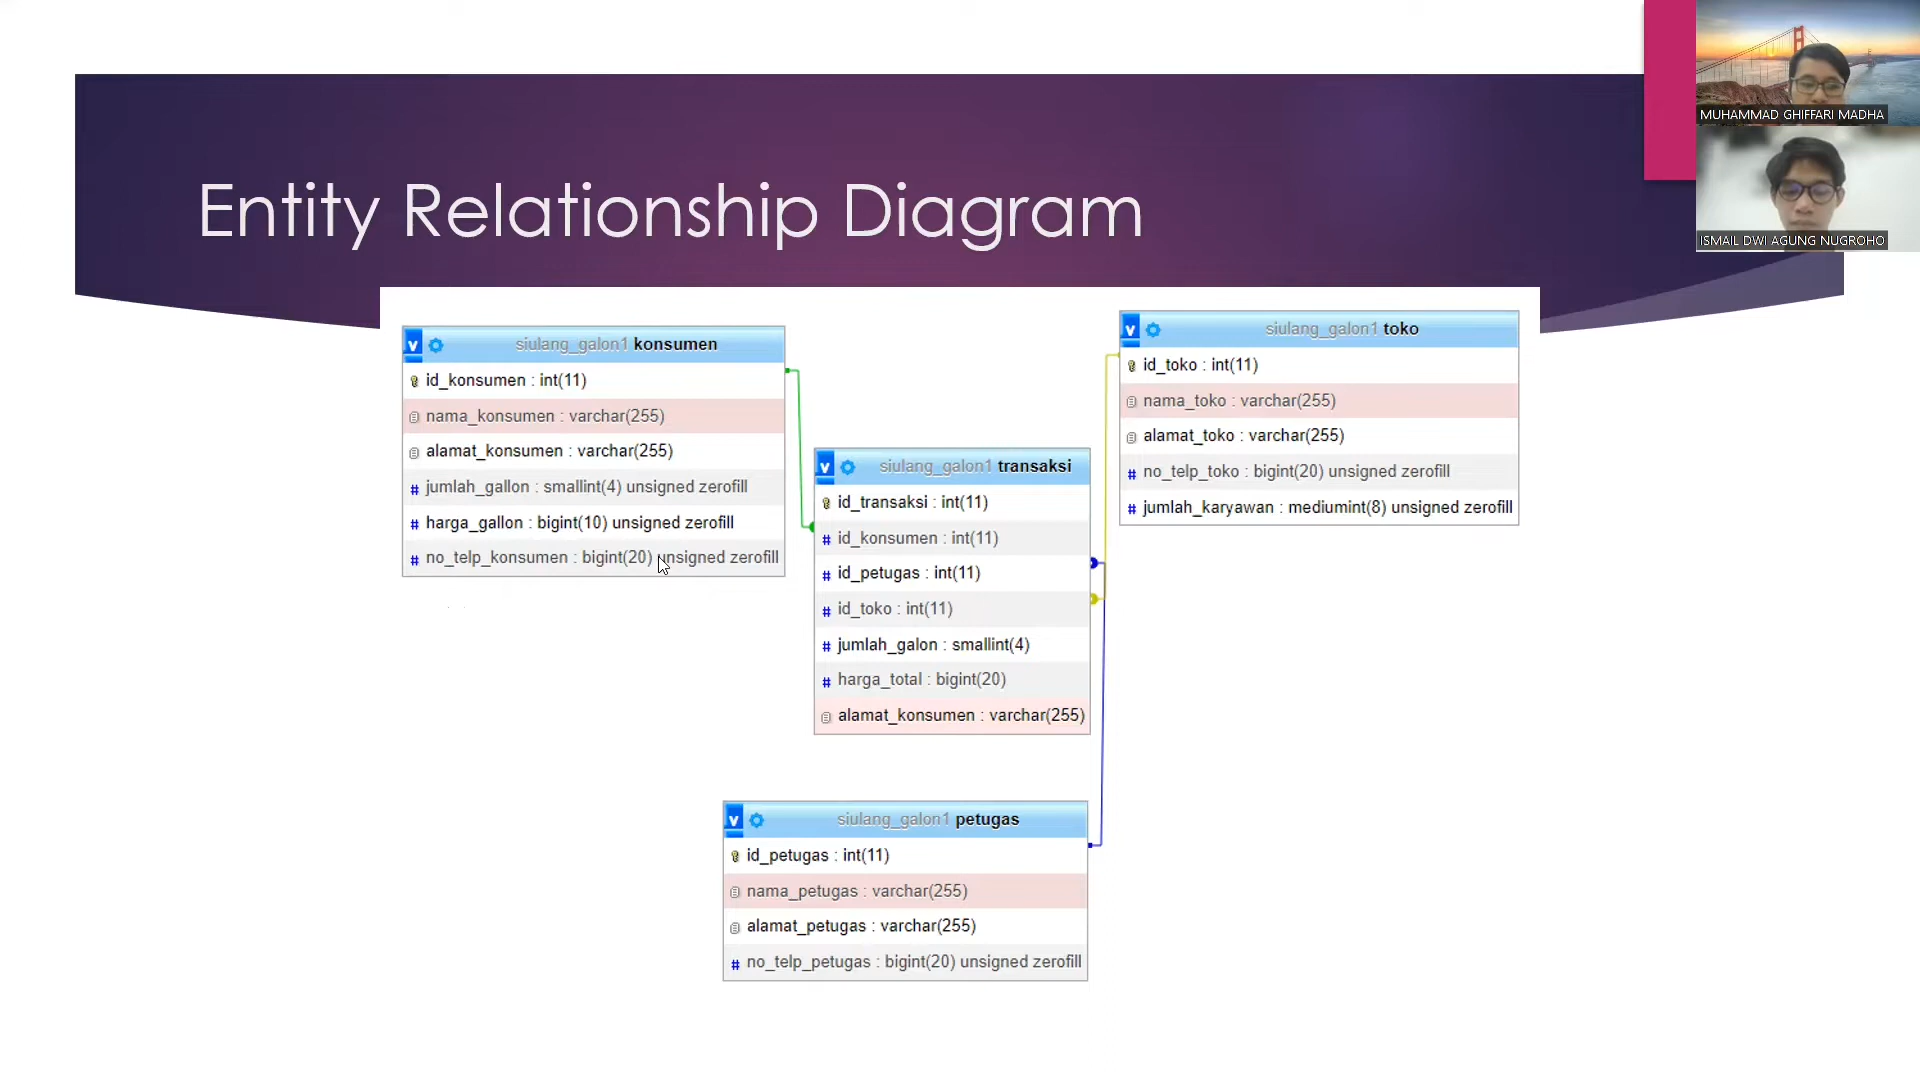 MUHAMMAD GHIFFARI MADHA
ISMAIL DWI AGUNG NUGROHO
Entity Relationship Diagram
v siulang_galon1 konsumen
id_konsumen : int(11)
nama_konsumen : varchar(255)
alamat_konsumen : varchar(255)
# jumlah_gallon : smallint(4) unsigned zerofill
# harga_gallon : bigint(10) unsigned zerofill
# no_telp_konsumen : bigint(20) unsigned zerofill
v siulang_galon1 transaksi
id_transaksi : int(11)
# id_konsumen : int(11)
# id_petugas : int(11)
# id_toko : int(11)
# jumlah_galon : smallint(4)
# harga_total : bigint(20)
alamat_konsumen : varchar(255)
v siulang_galon1 toko
id_toko : int(11)
nama_toko : varchar(255)
alamat_toko : varchar(255)
# no_telp_toko : bigint(20) unsigned zerofill
# jumlah_karyawan : mediumint(8) unsigned zerofill
v siulang_galon1 petugas
id_petugas : int(11)
nama_petugas : varchar(255)
alamat_petugas : varchar(255)
# no_telp_petugas : bigint(20) unsigned zerofill